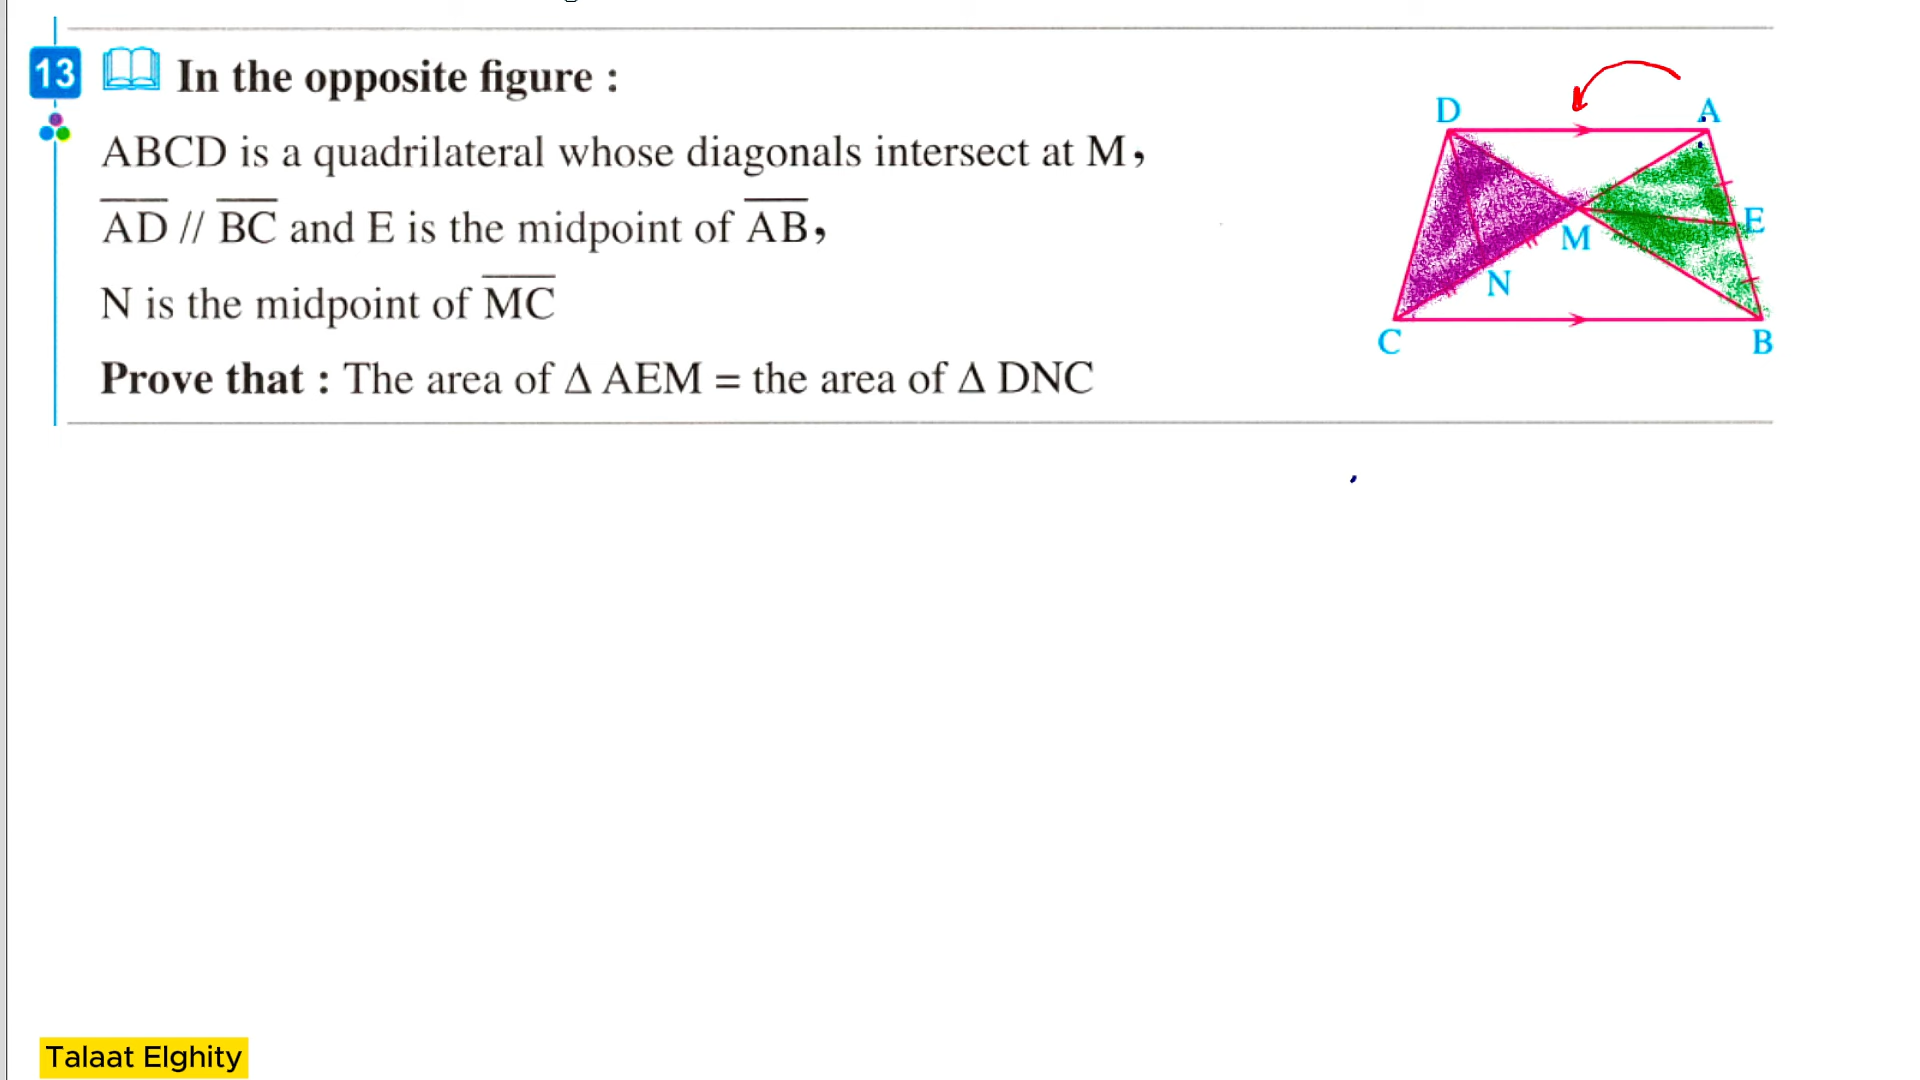 13 In the opposite figure :
ABCD is a quadrilateral whose diagonals intersect at M,
AD // BC and E is the midpoint of AB,
N is the midpoint of MC
Prove that : The area of Δ AEM = the area of Δ DNC
D A
E
M
N
C B
Talaat Elghity